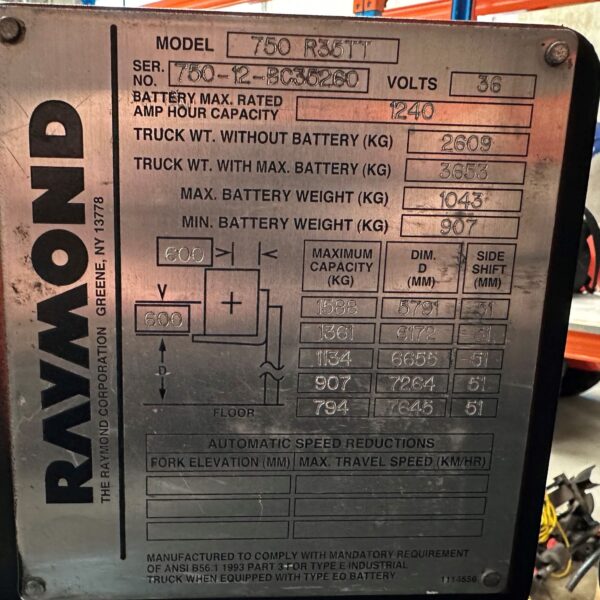 RAYMOND
THE RAYMOND CORPORATION GREENE, NY 13778
MODEL 750 R35TT
SER. NO. 750-12-BC35260 VOLTS 36
BATTERY MAX. RATED
AMP HOUR CAPACITY 1240
TRUCK WT. WITHOUT BATTERY (KG) 2609
TRUCK WT. WITH MAX. BATTERY (KG) 3653
MAX. BATTERY WEIGHT (KG) 1043
MIN. BATTERY WEIGHT (KG) 907
600
600
D
FLOOR
MAXIMUM CAPACITY (KG) DIM. D (MM) SIDE SHIFT (MM)
1588 5791 51
1361 6172 51
1134 6655 51
907 7264 51
794 7645 51
AUTOMATIC SPEED REDUCTIONS
FORK ELEVATION (MM) MAX. TRAVEL SPEED (KM/HR)
MANUFACTURED TO COMPLY WITH MANDATORY REQUIREMENT
OF ANSI B56.1 1993 PART 3 FOR TYPE E INDUSTRIAL
TRUCK WHEN EQUIPPED WITH TYPE EO BATTERY